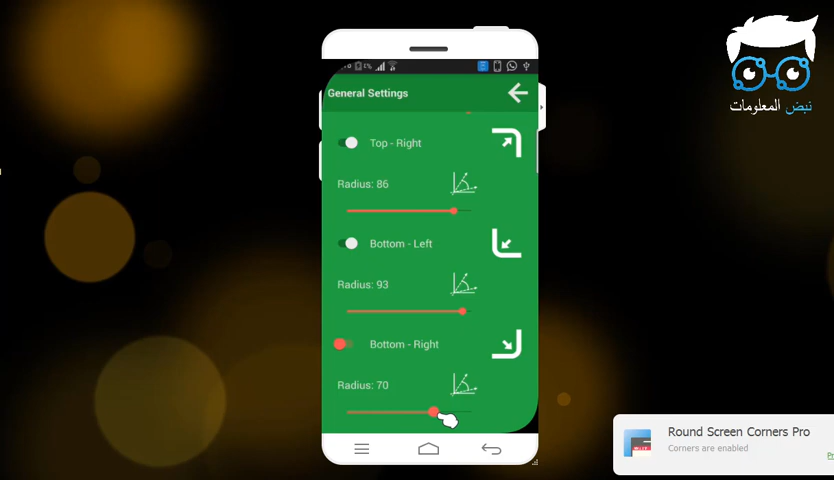 General Settings
Top - Right
Radius: 86
Bottom - Left
Radius: 93
Bottom - Right
Radius: 70
نبض المعلومات
Round Screen Corners Pro
Corners are enabled